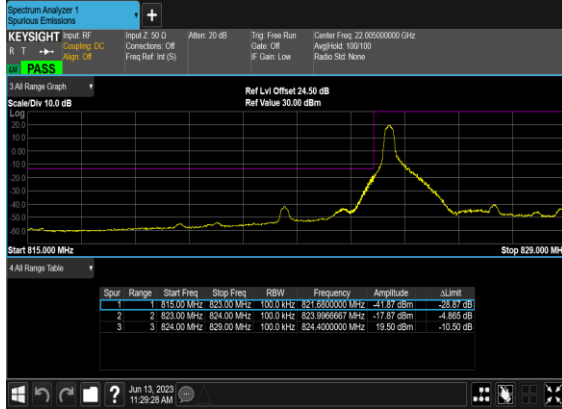 Spectrum Analyzer 1
Spurious Emissions
+
KEYSIGHT Input: RF Input Z: 50 Ω Atten: 20 dB Trig: Free Run Center Freq: 22.005000000 GHz
R T Coupling: DC Corrections: Off Gate: Off Avg|Hold: 100/100
Align: Off Freq Ref: Int (S) IF Gain: Low Radio Std: None
PASS
3 All Range Graph
Ref Lvl Offset 24.50 dB
Scale/Div 10.0 dB Ref Value 30.00 dBm
Log
20.0
10.0
0.00
-10.0
-20.0
-30.0
-40.0
-50.0
-60.0
Start 815.000 MHz Stop 829.000 MH
4 All Range Table
Spur Range Start Freq Stop Freq RBW Frequency Amplitude ΔLimit
1 1 815.00 MHz 823.00 MHz 100.0 kHz 821.6800000 MHz -41.87 dBm -28.87 dB
2 2 823.00 MHz 824.00 MHz 100.0 kHz 823.9966667 MHz -17.87 dBm -4.865 dB
3 3 824.00 MHz 829.00 MHz 100.0 kHz 824.4000000 MHz 19.50 dBm -10.50 dB
? Jun 13, 2023
11:29:28 AM